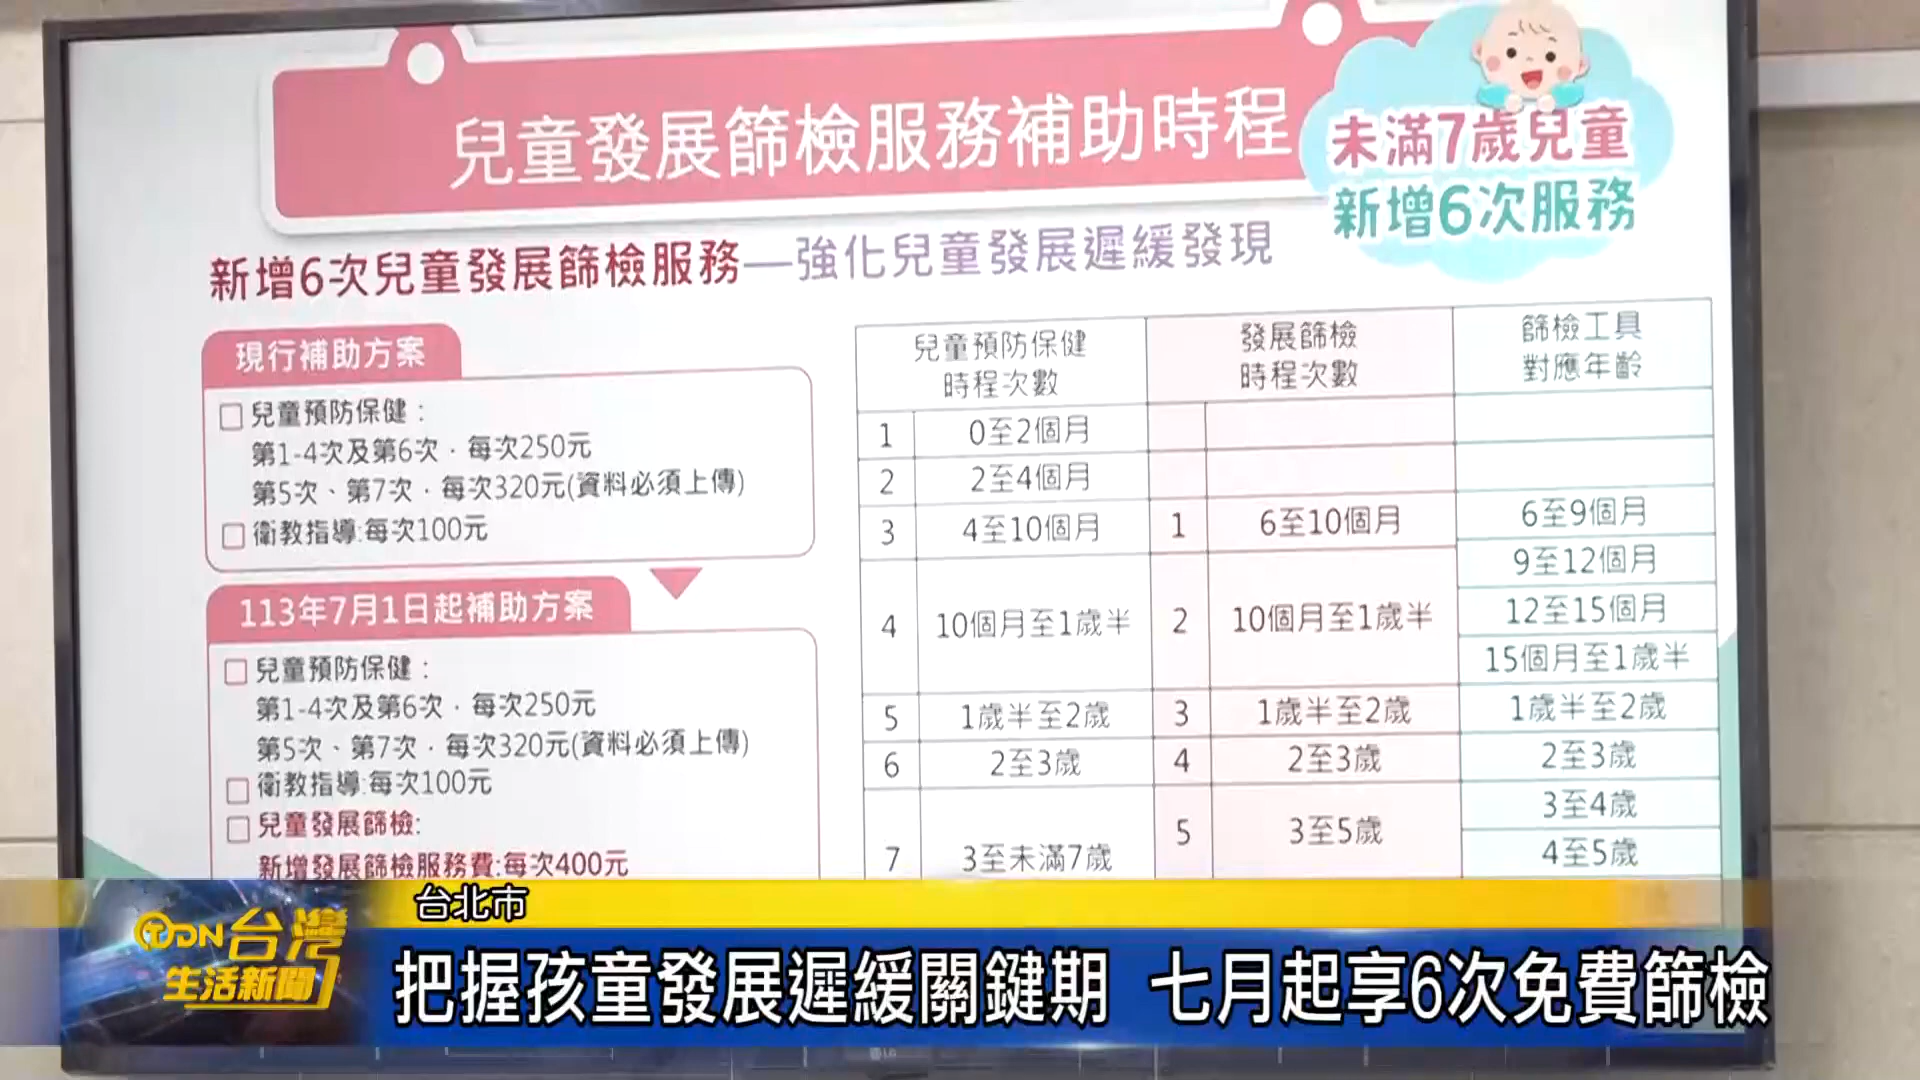 兒童發展篩檢服務補助時程
未滿7歲兒童
新增6次服務
新增6次兒童發展篩檢服務—強化兒童發展遲緩發現
現行補助方案
兒童預防保健：
第1-4次及第6次，每次250元
第5次、第7次，每次320元(資料必須上傳)
衛教指導:每次100元
113年7月1日起補助方案
兒童預防保健：
第1-4次及第6次，每次250元
第5次、第7次，每次320元(資料必須上傳)
衛教指導:每次100元
兒童發展篩檢:
新增發展篩檢服務費:每次400元
兒童預防保健 發展篩檢 篩檢工具
時程次數 時程次數 對應年齡
1 0至2個月
2 2至4個月
3 4至10個月 1 6至10個月 6至9個月
9至12個月
4 10個月至1歲半 2 10個月至1歲半 12至15個月
15個月至1歲半
5 1歲半至2歲 3 1歲半至2歲 1歲半至2歲
6 2至3歲 4 2至3歲 2至3歲
3至4歲
5 3至5歲
7 3至未滿7歲 4至5歲
台北市
TDN台灣
生活新聞
把握孩童發展遲緩關鍵期 七月起享6次免費篩檢
LG